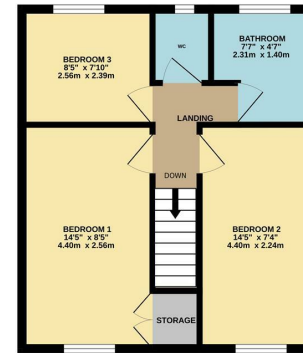 BEDROOM 3
8'5" x 7'10"
2.56m x 2.39m
WC
BATHROOM
7'7" x 4'7"
2.31m x 1.40m
LANDING
BEDROOM 1
14'5" x 8'5"
4.40m x 2.56m
DOWN
BEDROOM 2
14'5" x 7'4"
4.40m x 2.24m
STORAGE